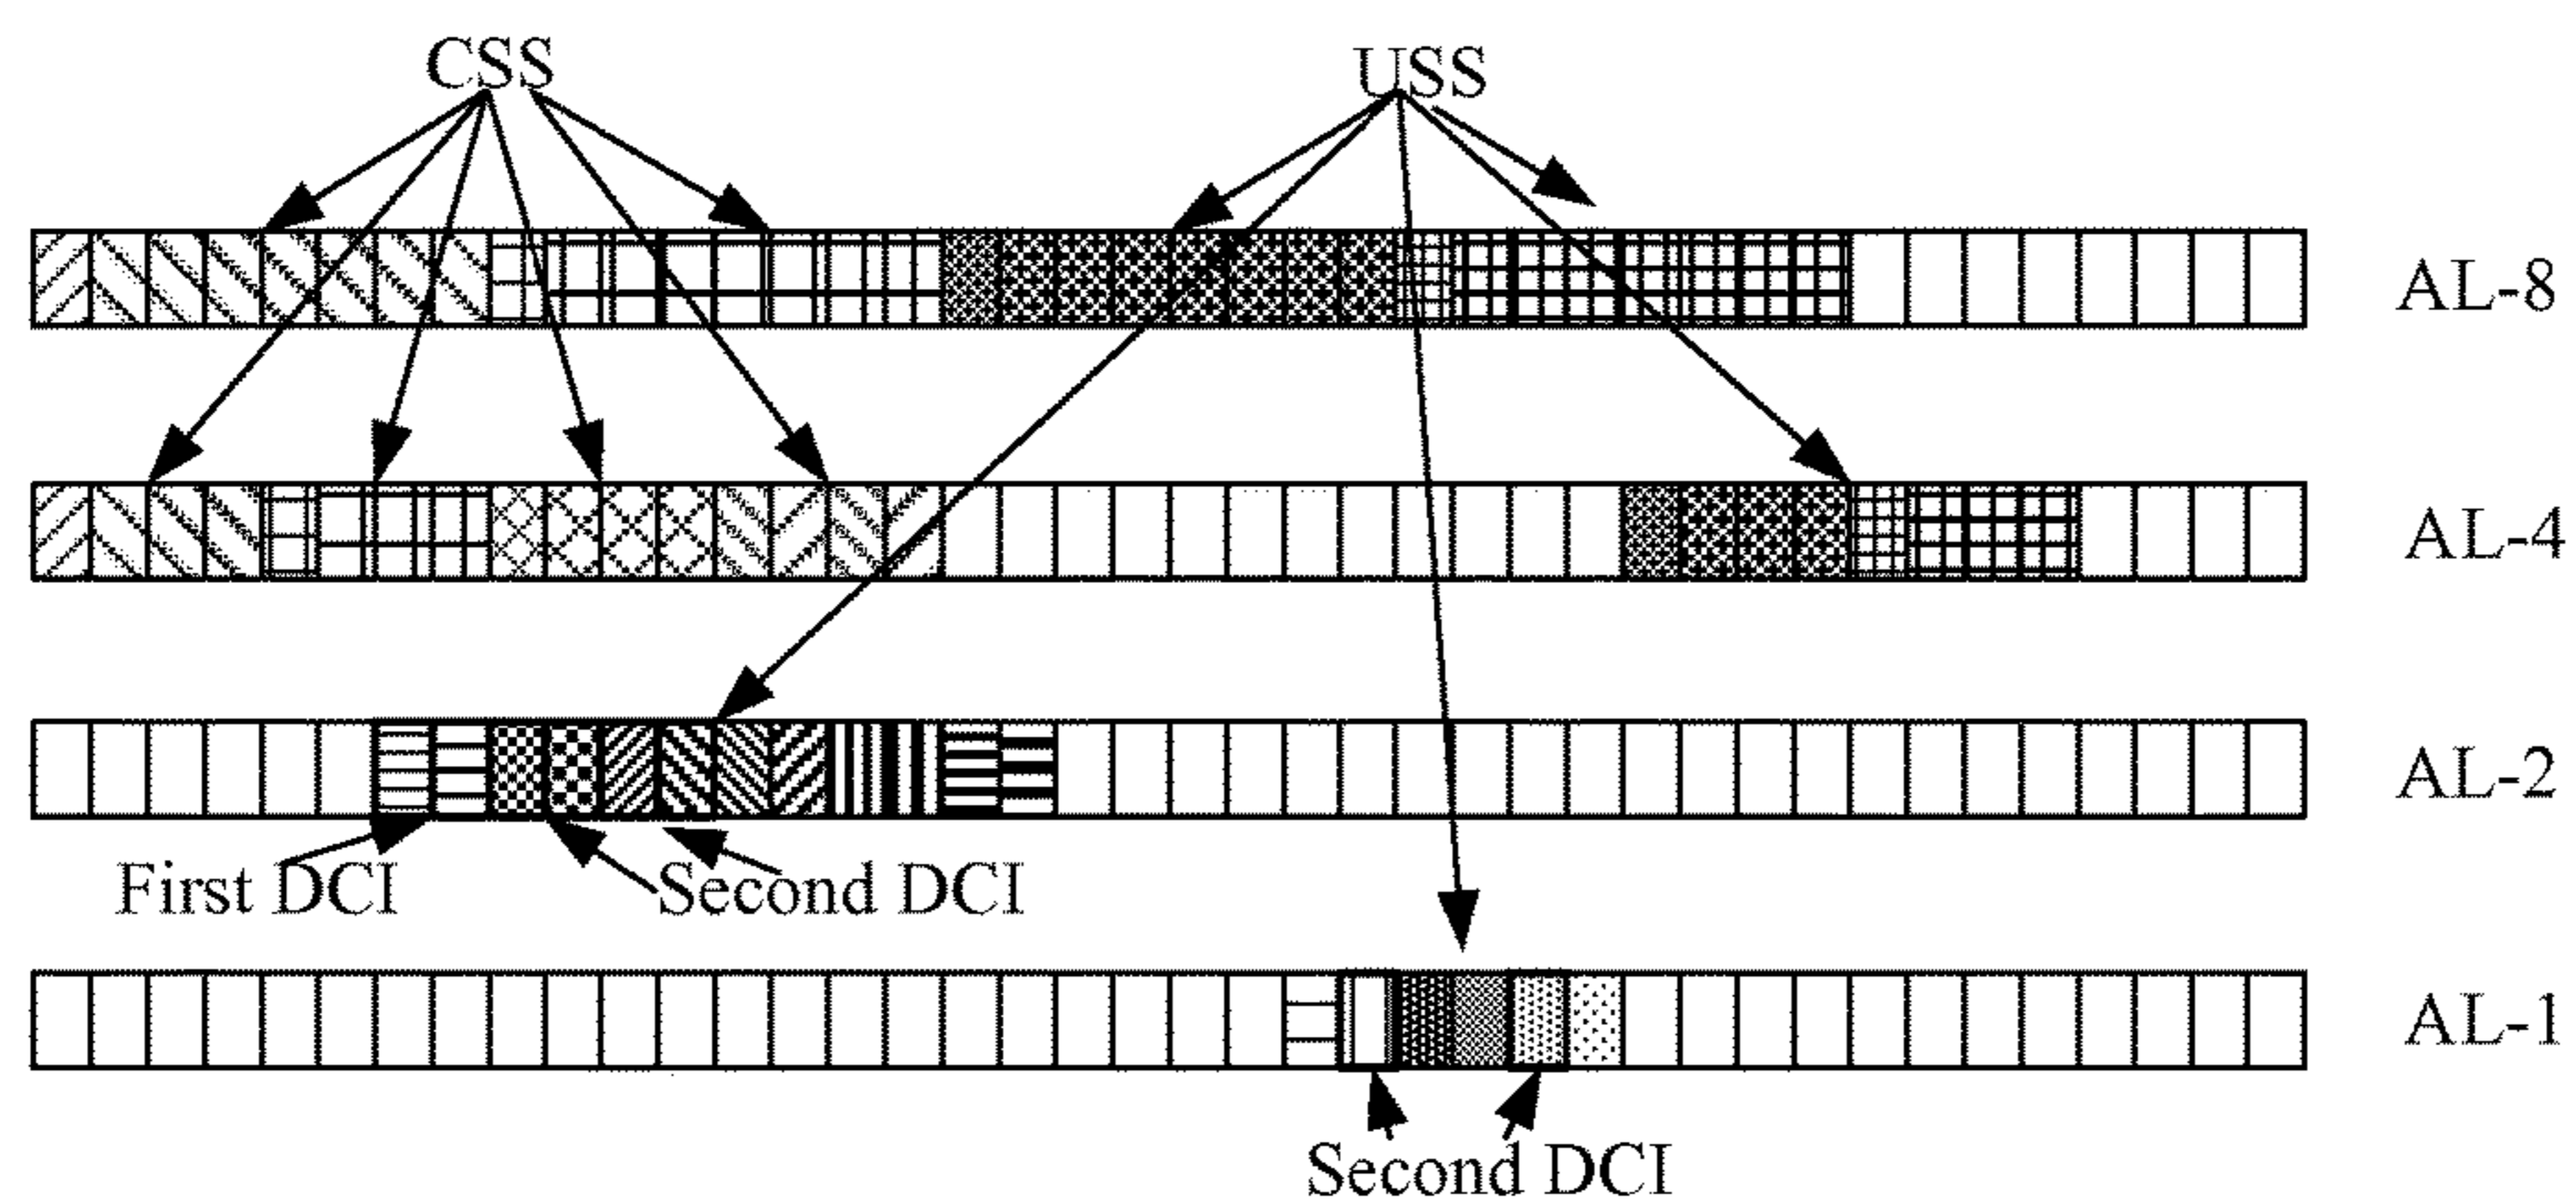 CSS USS
AL-8
AL-4
AL-2
First DCI Second DCI
AL-1
Second DCI